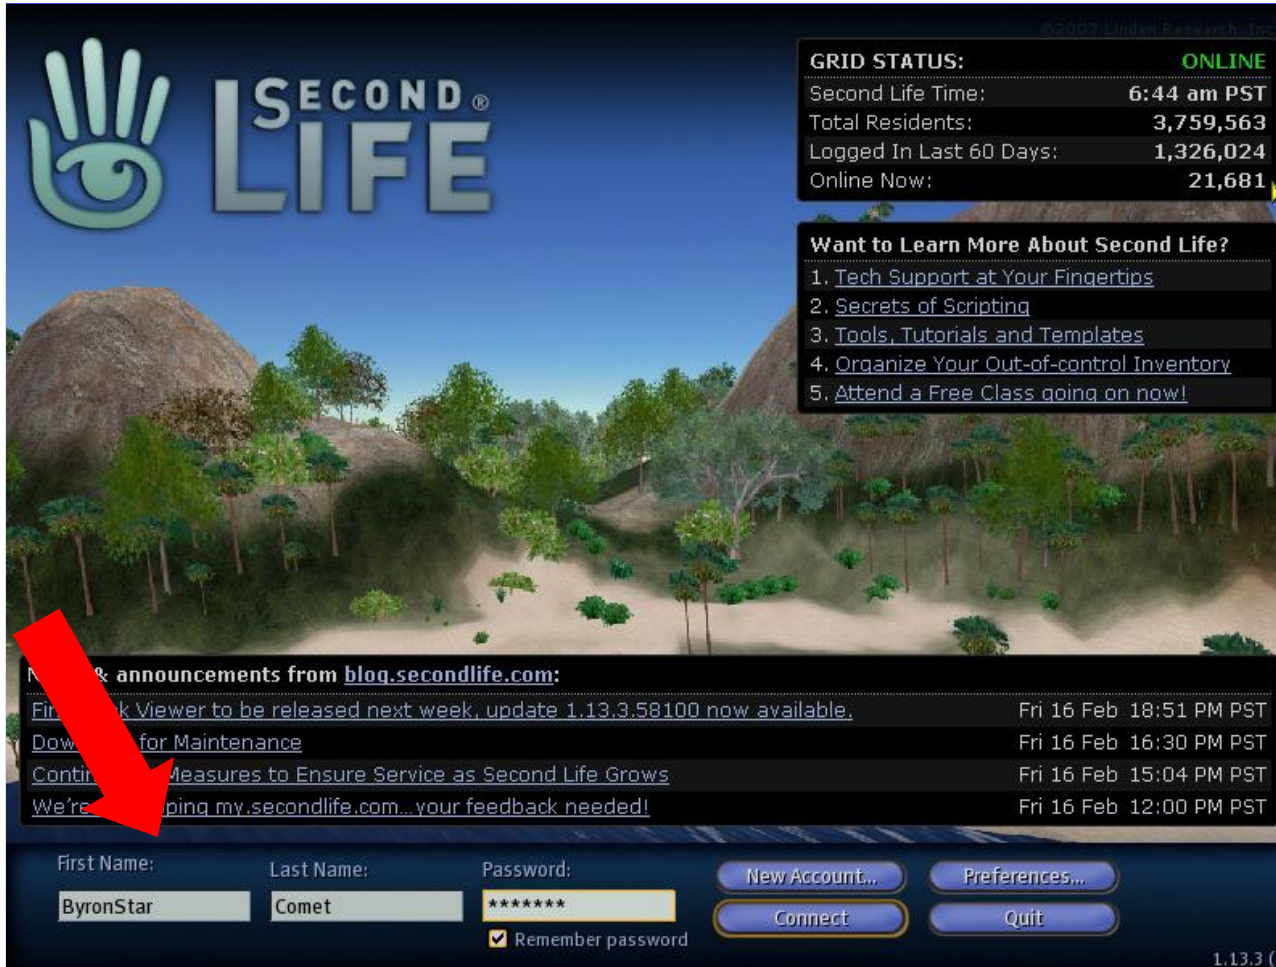 ©2007 Linden Research, Inc
SECOND®
LIFE
GRID STATUS: ONLINE
Second Life Time: 6:44 am PST
Total Residents: 3,759,563
Logged In Last 60 Days: 1,326,024
Online Now: 21,681
Want to Learn More About Second Life?
1. Tech Support at Your Fingertips
2. Secrets of Scripting
3. Tools, Tutorials and Templates
4. Organize Your Out-of-control Inventory
5. Attend a Free Class going on now!
& announcements from blog.secondlife.com:
Viewer to be released next week, update 1.13.3.58100 now available. Fri 16 Feb 18:51 PM PST
for Maintenance Fri 16 Feb 16:30 PM PST
Measures to Ensure Service as Second Life Grows Fri 16 Feb 15:04 PM PST
We're my.secondlife.com...your feedback needed! Fri 16 Feb 12:00 PM PST
First Name: Last Name: Password:
New Account... Preferences...
ByronStar Comet *******
Connect Quit
Remember password
1.13.3 (